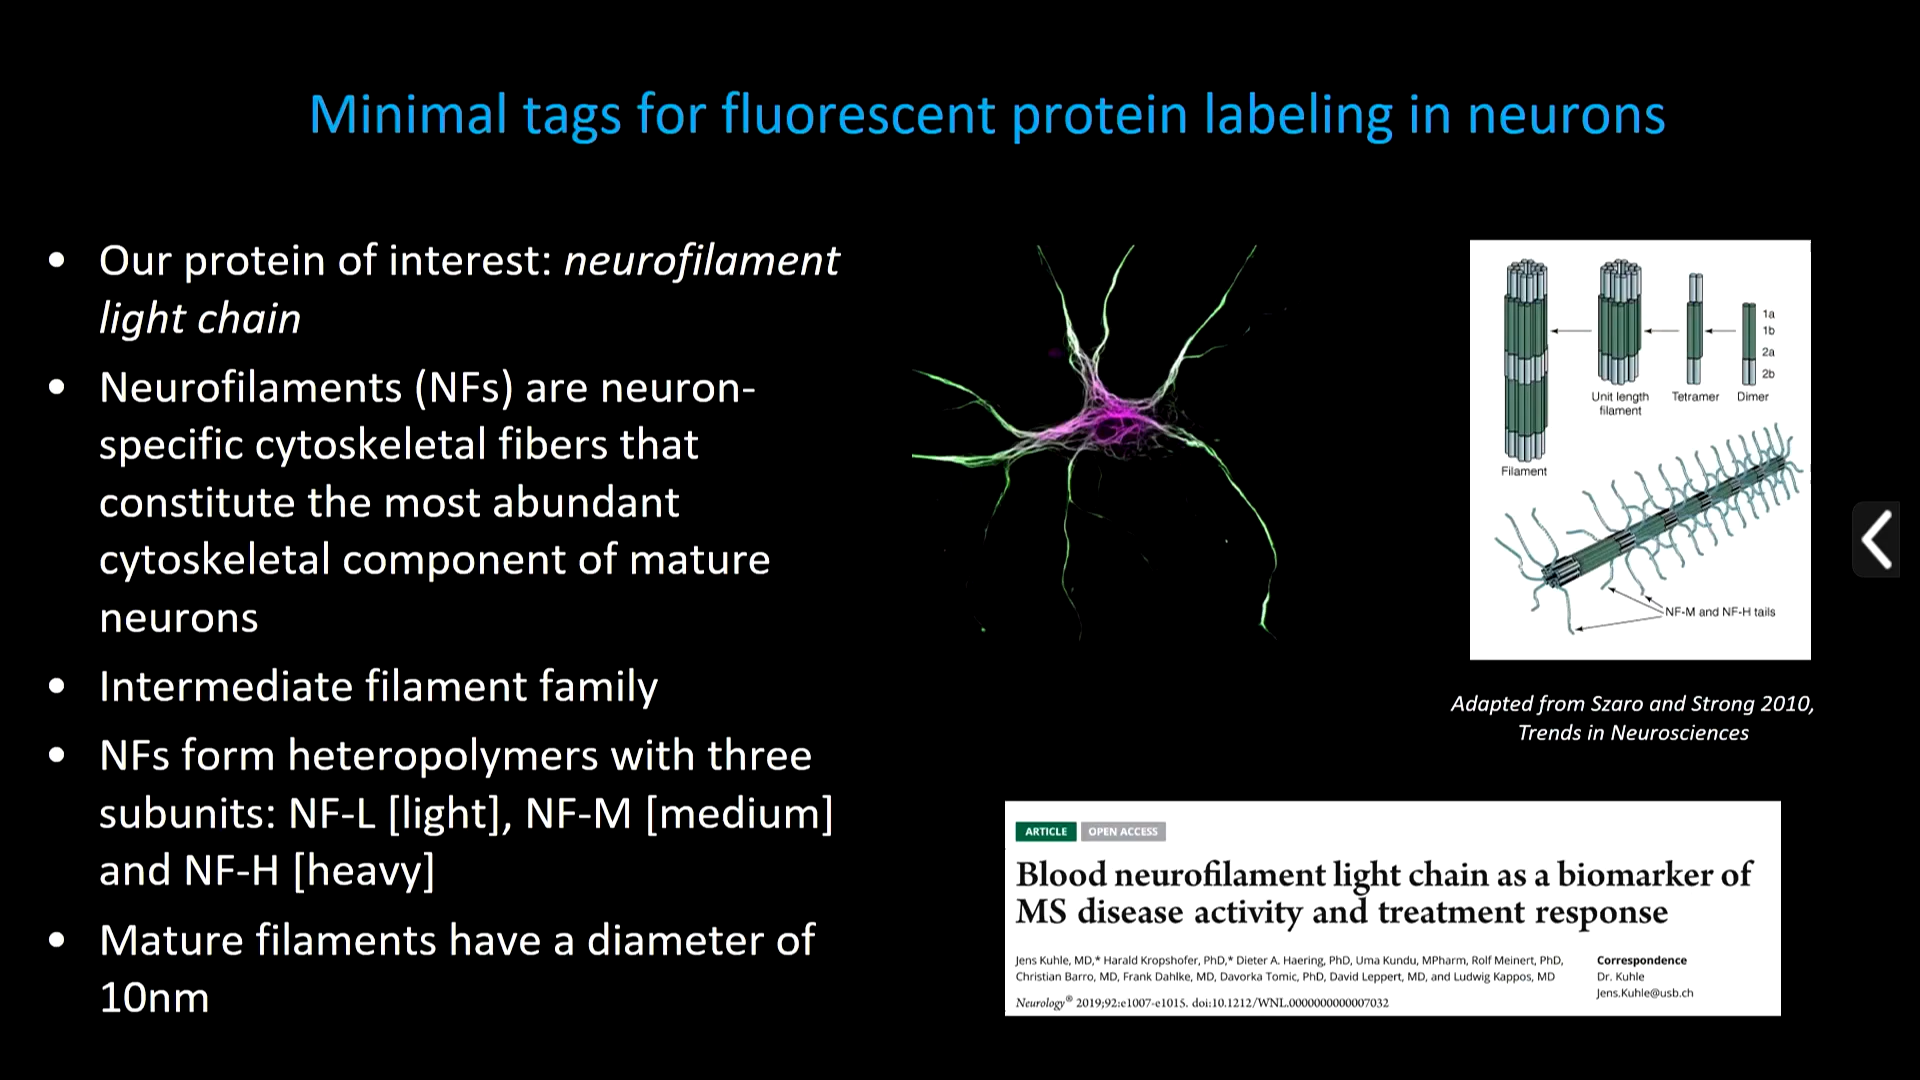 Minimal tags for fluorescent protein labeling in neurons
• Our protein of interest: neurofilament
light chain
• Neurofilaments (NFs) are neuron-
specific cytoskeletal fibers that
constitute the most abundant
cytoskeletal component of mature
neurons
• Intermediate filament family
• NFs form heteropolymers with three
subunits: NF-L [light], NF-M [medium]
and NF-H [heavy]
• Mature filaments have a diameter of
10nm
1a
1b
2a
2b
Unit length
filament
Tetramer
Dimer
Filament
NF-M and NF-H tails
Adapted from Szaro and Strong 2010,
Trends in Neurosciences
ARTICLE OPEN ACCESS
Blood neurofilament light chain as a biomarker of
MS disease activity and treatment response
Jens Kuhle, MD,* Harald Kropshofer, PhD,* Dieter A. Haering, PhD, Uma Kundu, MPharm, Rolf Meinert, PhD,
Christian Barro, MD, Frank Dahlke, MD, Davorka Tomic, PhD, David Leppert, MD, and Ludwig Kappos, MD
Neurology® 2019;92:e1007-e1015. doi:10.1212/WNL.0000000000007032
Correspondence
Dr. Kuhle
Jens.Kuhle@usb.ch